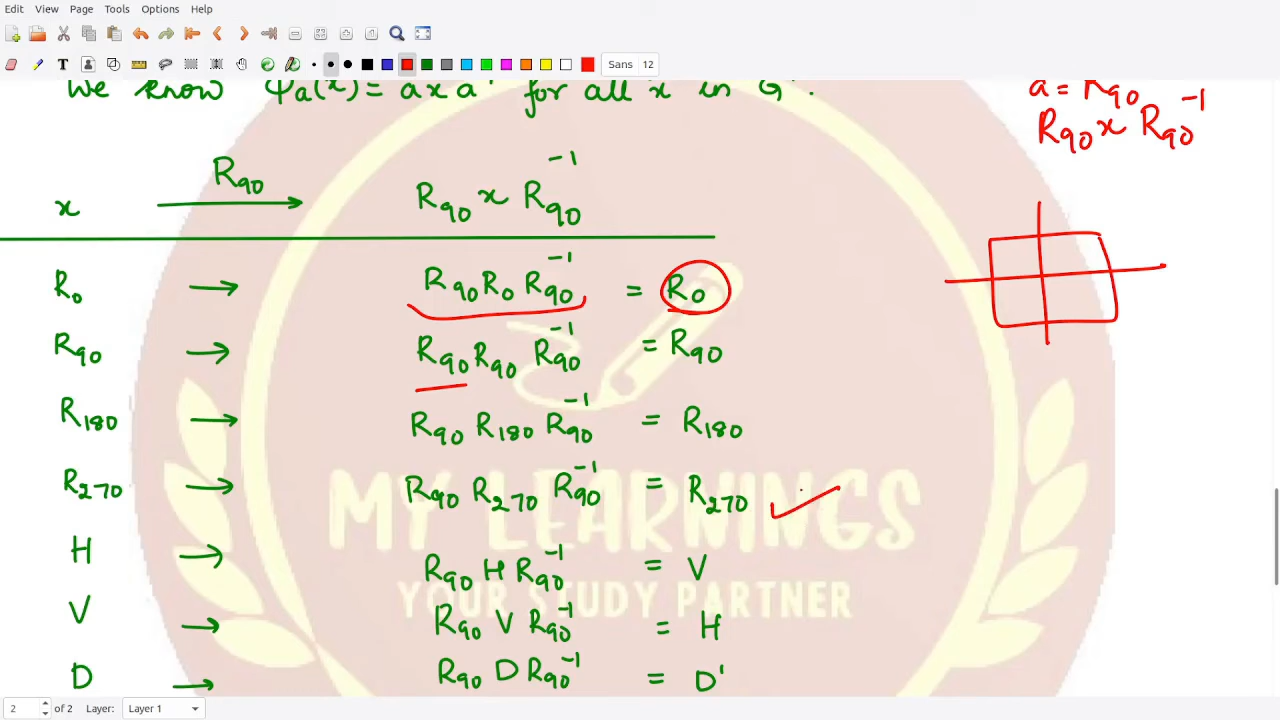 Edit View Page Tools Options Help
Sans 12
We know φa(x) = a x a⁻¹ for all x in G.
a = R90
R90 x R90⁻¹
x R90 → R90 x R90⁻¹
R0 → R90 R0 R90⁻¹ = R0
R90 → R90 R90 R90⁻¹ = R90
R180 → R90 R180 R90⁻¹ = R180
R270 → R90 R270 R90⁻¹ = R270 ✓
H → R90 H R90⁻¹ = V
V → R90 V R90⁻¹ = H
D → R90 D R90⁻¹ = D'
MY LEARNINGS
YOUR STUDY PARTNER
2 of 2 Layer: Layer 1